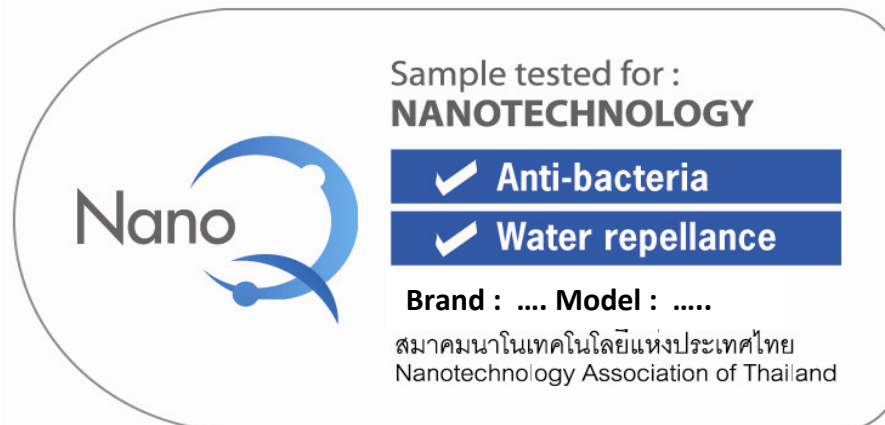 Nano
Sample tested for :
NANOTECHNOLOGY
Anti-bacteria
Water repellance
Brand : .... Model : .....
สมาคมนาโนเทคโนโลยีแห่งประเทศไทย
Nanotechnology Association of Thailand